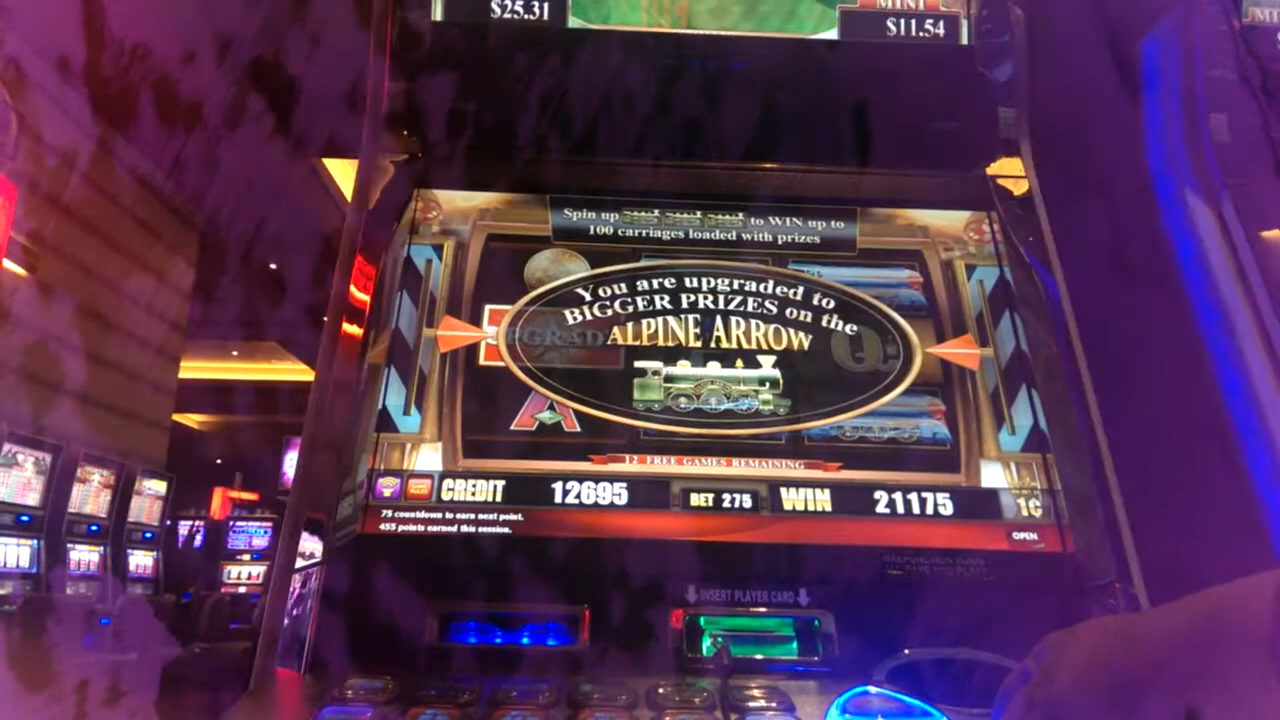 $25.31
MINI
$11.54
Spin up to WIN up to
100 carriages loaded with prizes
You are upgraded to
BIGGER PRIZES on the
ALPINE ARROW
Q
A
12 FREE GAMES REMAINING
CREDIT 12695 BET 275 WIN 21175
1¢
75 countdown to earn next point.
455 points earned this session.
OPEN
INSERT PLAYER CARD